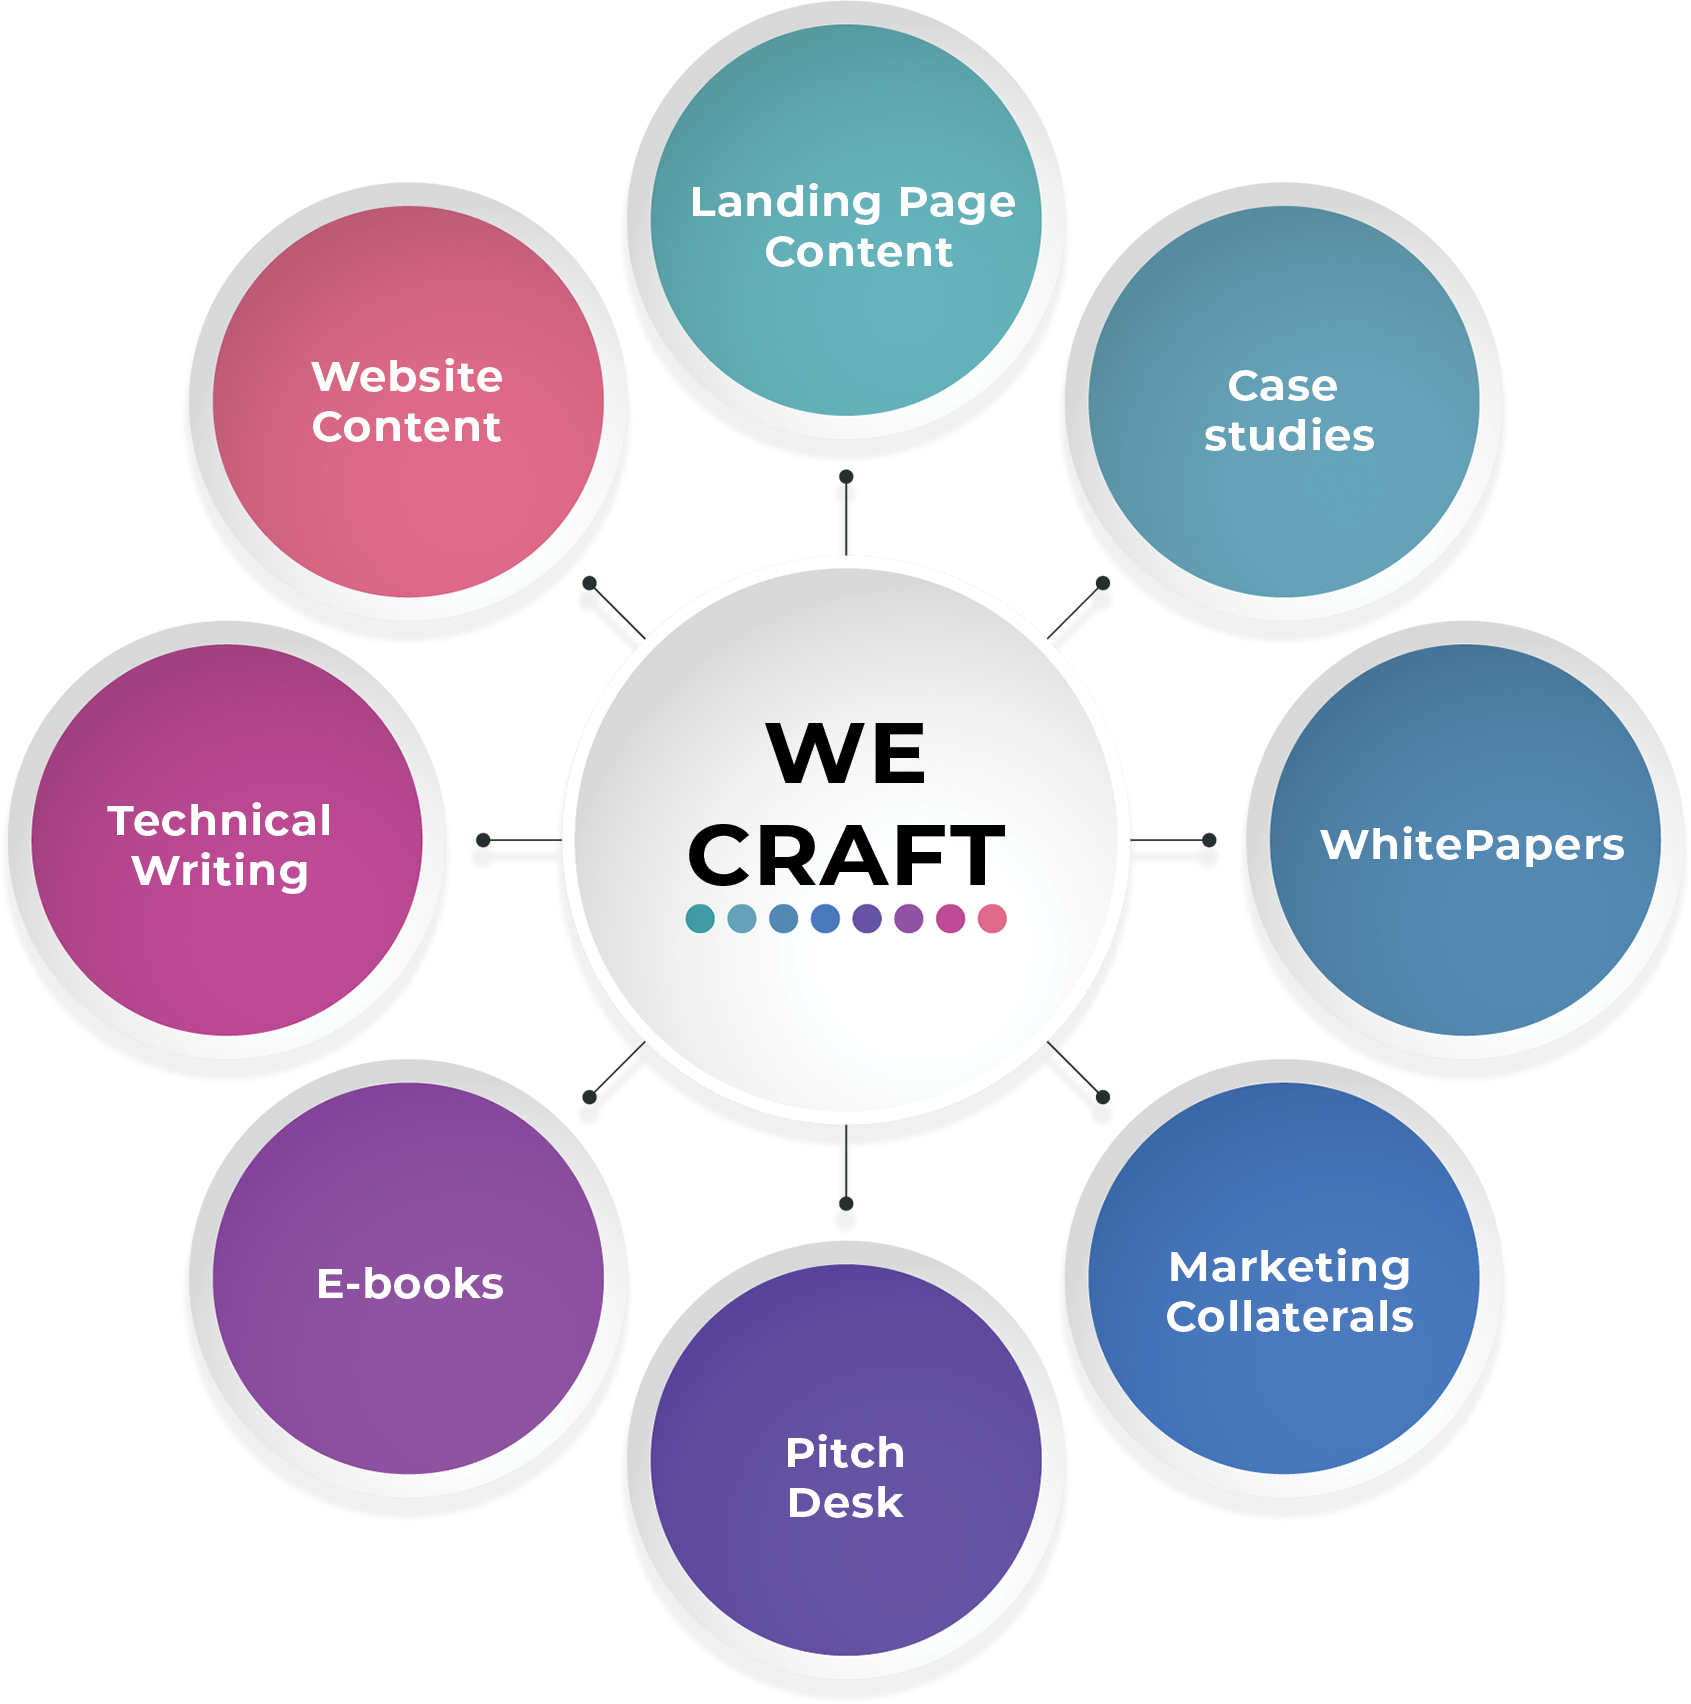 Landing Page
Content
Case
studies
WhitePapers
Marketing
Collaterals
Pitch
Desk
E-books
Technical
Writing
Website
Content
WE
CRAFT